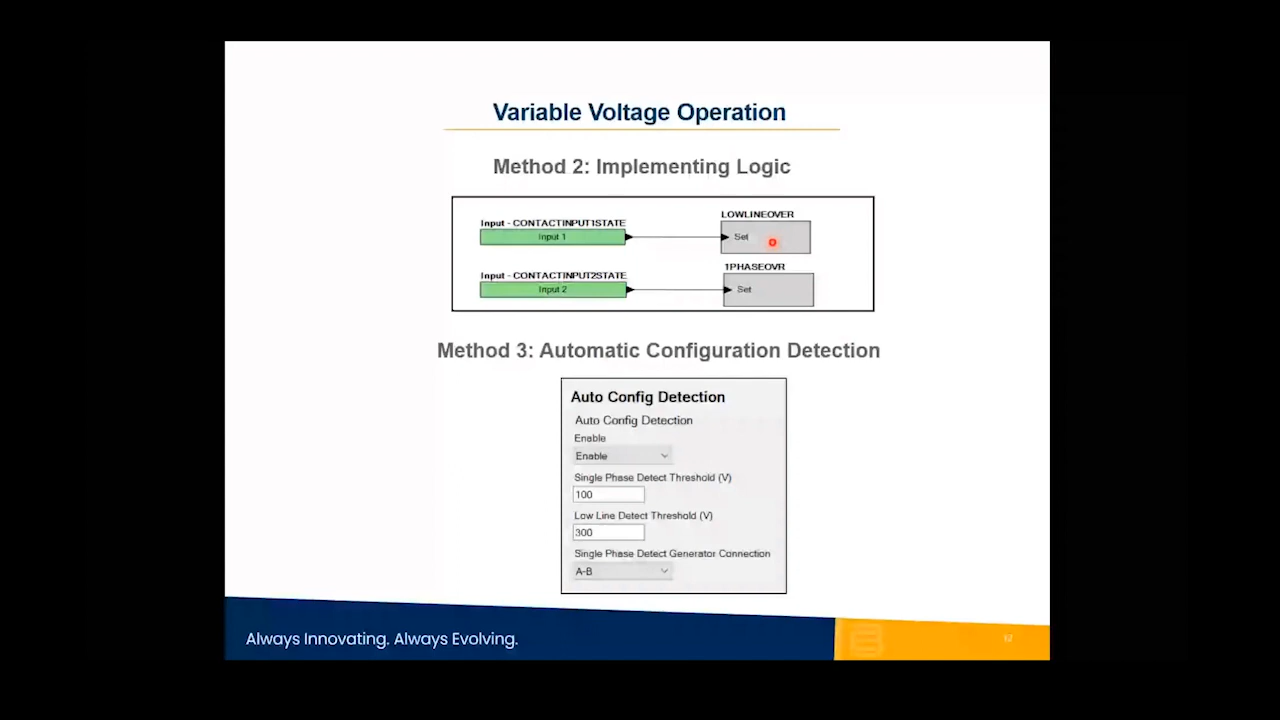 Variable Voltage Operation
Method 2: Implementing Logic
Input - CONTACTINPUT1STATE
Input 1
LOWLINEOVER
Set
Input - CONTACTINPUT2STATE
Input 2
1PHASEOVR
Set
Method 3: Automatic Configuration Detection
Auto Config Detection
Auto Config Detection
Enable
Enable
Single Phase Detect Threshold (V)
100
Low Line Detect Threshold (V)
300
Single Phase Detect Generator Connection
A-B
Always Innovating. Always Evolving.